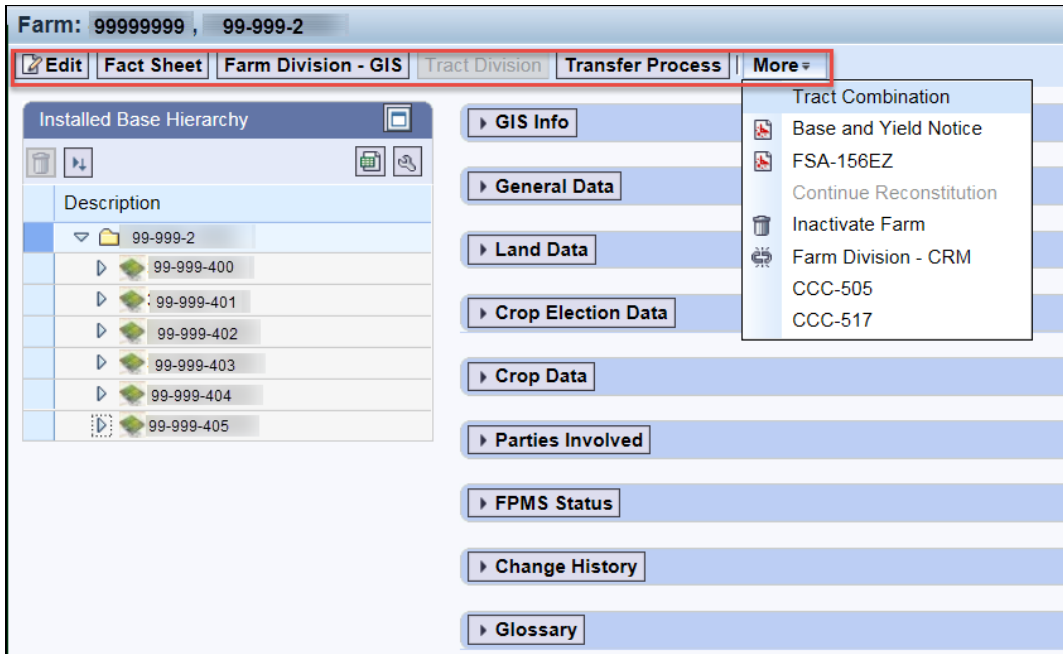 Farm: 99999999 , 99-999-2
Edit Fact Sheet Farm Division - GIS Tract Division Transfer Process | More
Tract Combination
Base and Yield Notice
FSA-156EZ
Continue Reconstitution
Inactivate Farm
Farm Division - CRM
CCC-505
CCC-517
Installed Base Hierarchy
Description
99-999-2
99-999-400
99-999-401
99-999-402
99-999-403
99-999-404
99-999-405
GIS Info
General Data
Land Data
Crop Election Data
Crop Data
Parties Involved
FPMS Status
Change History
Glossary